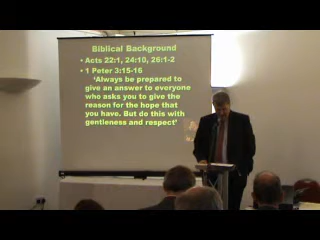 Biblical Background
• Acts 22:1, 24:10, 26:1-2
• 1 Peter 3:15-16
'Always be prepared to
give an answer to everyone
who asks you to give the
reason for the hope that
you have. But do this with
gentleness and respect'